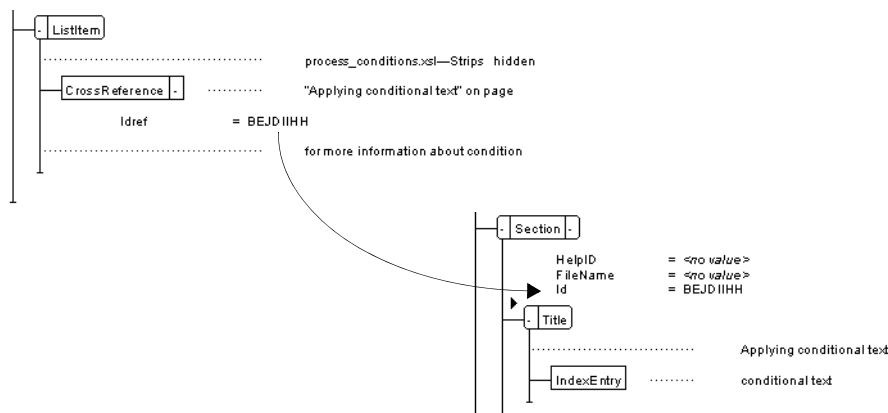 - ListItem
process_conditions.xsl—Strips hidden
CrossReference - "Applying conditional text" on page
Idref = BEJDIIHH
for more information about condition
- Section -
HelpID = <no value>
FileName = <no value>
Id = BEJDIIHH
- Title
Applying conditional text
IndexEntry conditional text